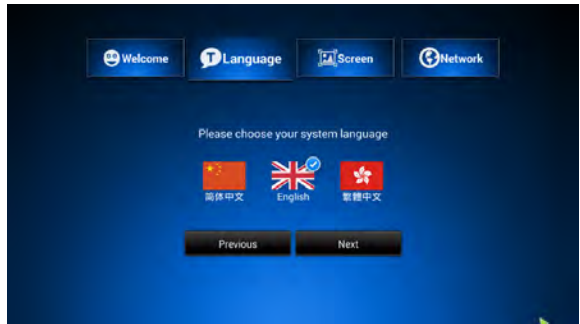 Welcome
Language
Screen
Network
Please choose your system language
简体中文
English
繁體中文
Previous
Next